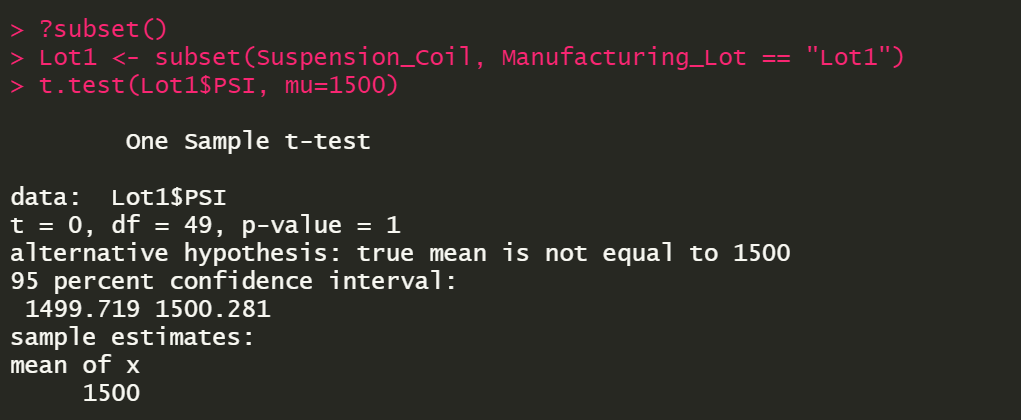 > ?subset()
> Lot1 <- subset(Suspension_Coil, Manufacturing_Lot == "Lot1")
> t.test(Lot1$PSI, mu=1500)
One Sample t-test
data:  Lot1$PSI
t = 0, df = 49, p-value = 1
alternative hypothesis: true mean is not equal to 1500
95 percent confidence interval:
1499.719 1500.281
sample estimates:
mean of x
1500